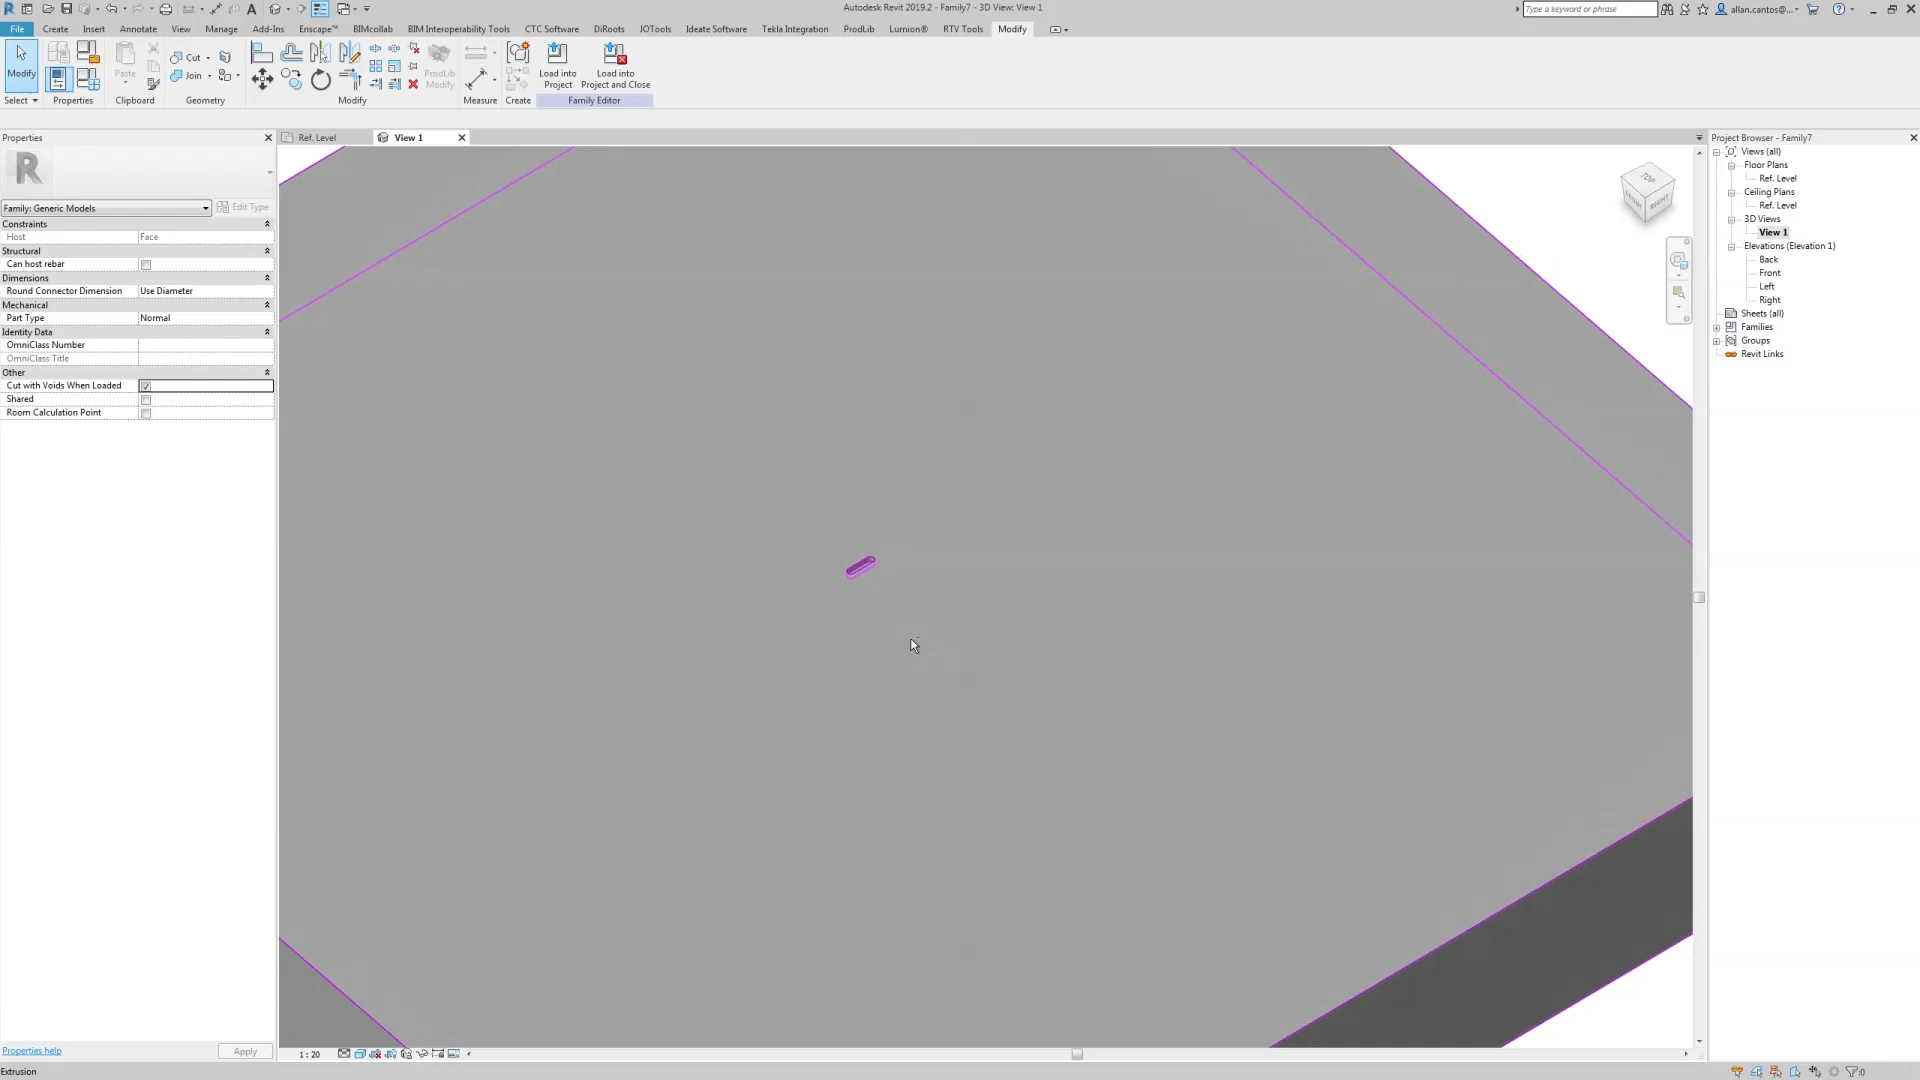 Autodesk Revit 2019.2 - Family7 - 3D View: View 1
Type a keyword or phrase
allan.cantos@...
File Create Insert Annotate View Manage Add-Ins Enscape™ BIMcollab BIM Interoperability Tools CTC Software DiRoots JOTools Ideate Software Tekla Integration ProdLib Lumion® RTV Tools Modify
Modify
Paste
Cut
Join
ProdLib
Modify
Load into
Project
Load into
Project and Close
Select Properties Clipboard Geometry Modify Measure Create Family Editor
Properties
Ref. Level
View 1
Project Browser - Family7
R
Family: Generic Models
Edit Type
Constraints
Host Face
Structural
Can host rebar
Dimensions
Round Connector Dimension Use Diameter
Mechanical
Part Type Normal
Identity Data
OmniClass Number
OmniClass Title
Other
Cut with Voids When Loaded
Shared
Room Calculation Point
TOP
FRONT
RIGHT
Views (all)
Floor Plans
Ref. Level
Ceiling Plans
Ref. Level
3D Views
View 1
Elevations (Elevation 1)
Back
Front
Left
Right
Sheets (all)
Families
Groups
Revit Links
Properties help
Apply
1 : 20
Extrusion
:0